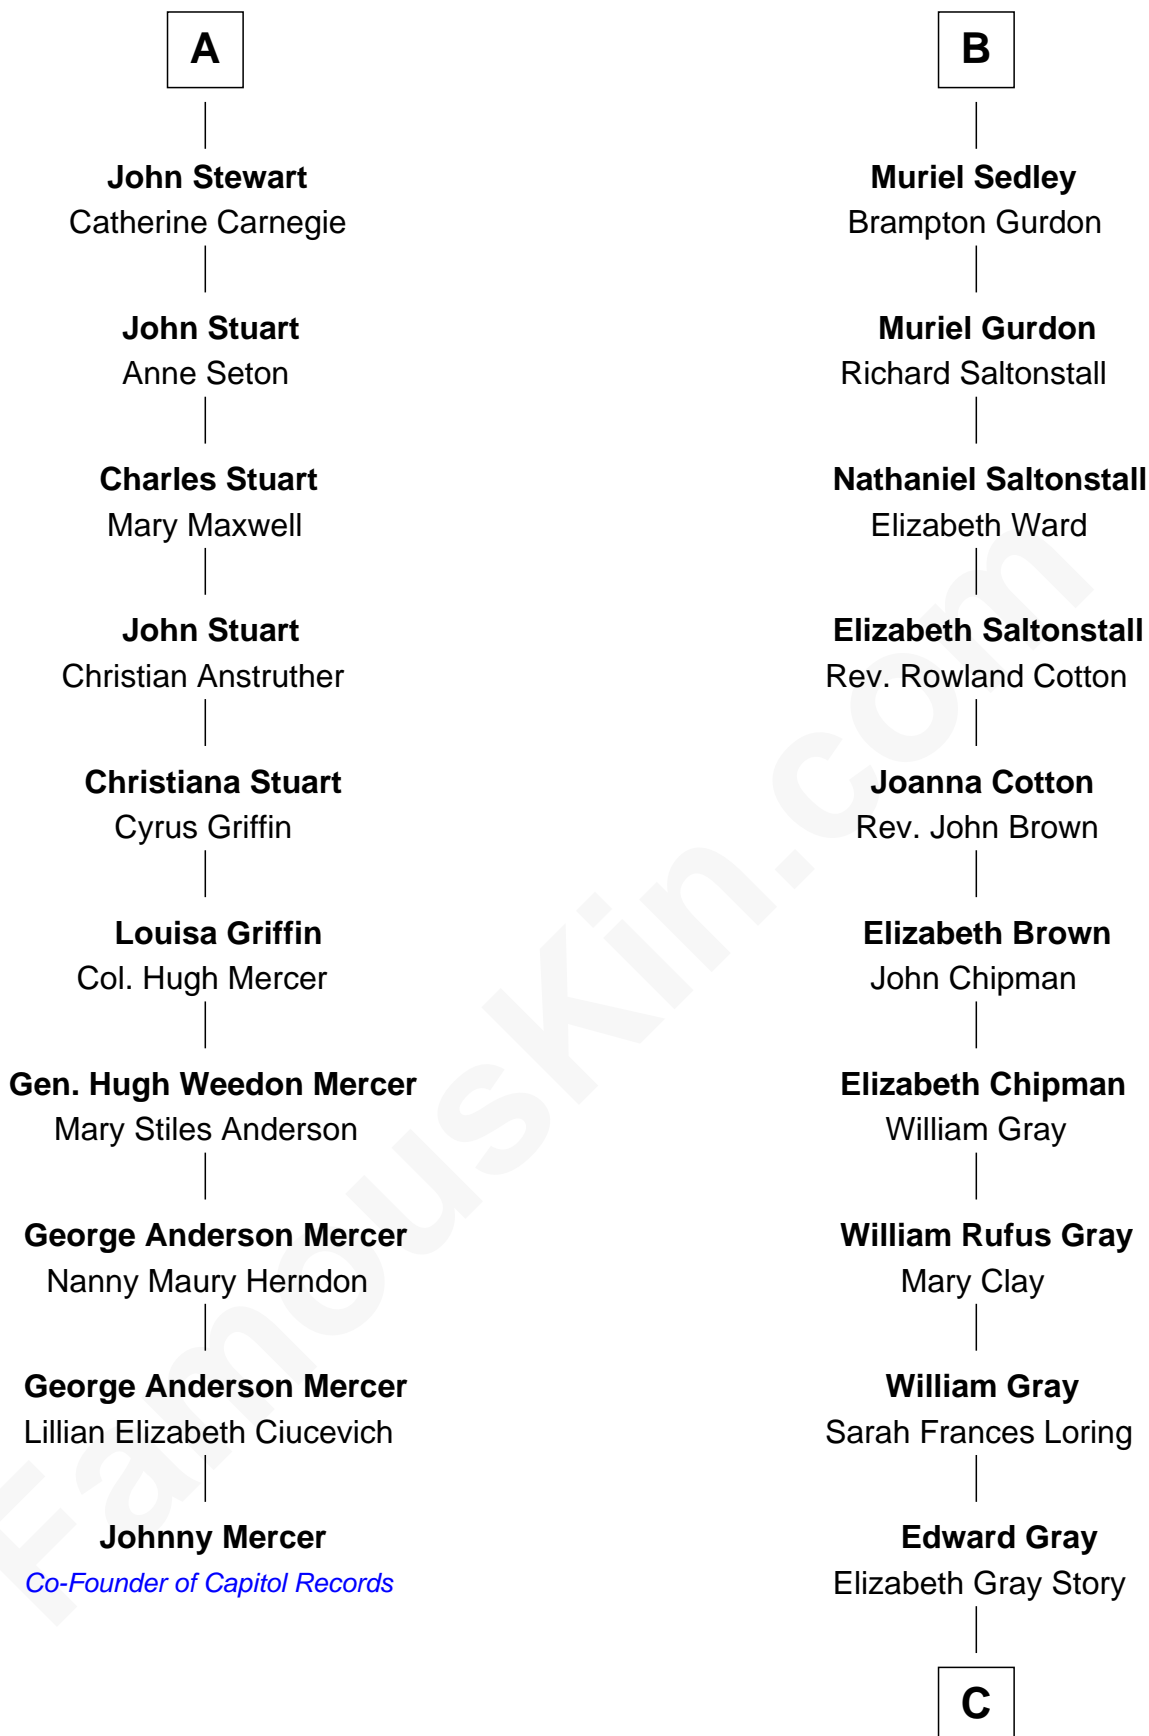 A
John Stewart
Catherine Carnegie
John Stuart
Anne Seton
Charles Stuart
Mary Maxwell
John Stuart
Christian Anstruther
Christiana Stuart
Cyrus Griffin
Louisa Griffin
Col. Hugh Mercer
Gen. Hugh Weedon Mercer
Mary Stiles Anderson
George Anderson Mercer
Nanny Maury Herndon
George Anderson Mercer
Lillian Elizabeth Ciucevich
Johnny Mercer
Co-Founder of Capitol Records
B
Muriel Sedley
Brampton Gurdon
Muriel Gurdon
Richard Saltonstall
Nathaniel Saltonstall
Elizabeth Ward
Elizabeth Saltonstall
Rev. Rowland Cotton
Joanna Cotton
Rev. John Brown
Elizabeth Brown
John Chipman
Elizabeth Chipman
William Gray
William Rufus Gray
Mary Clay
William Gray
Sarah Frances Loring
Edward Gray
Elizabeth Gray Story
C
FamousKin.com